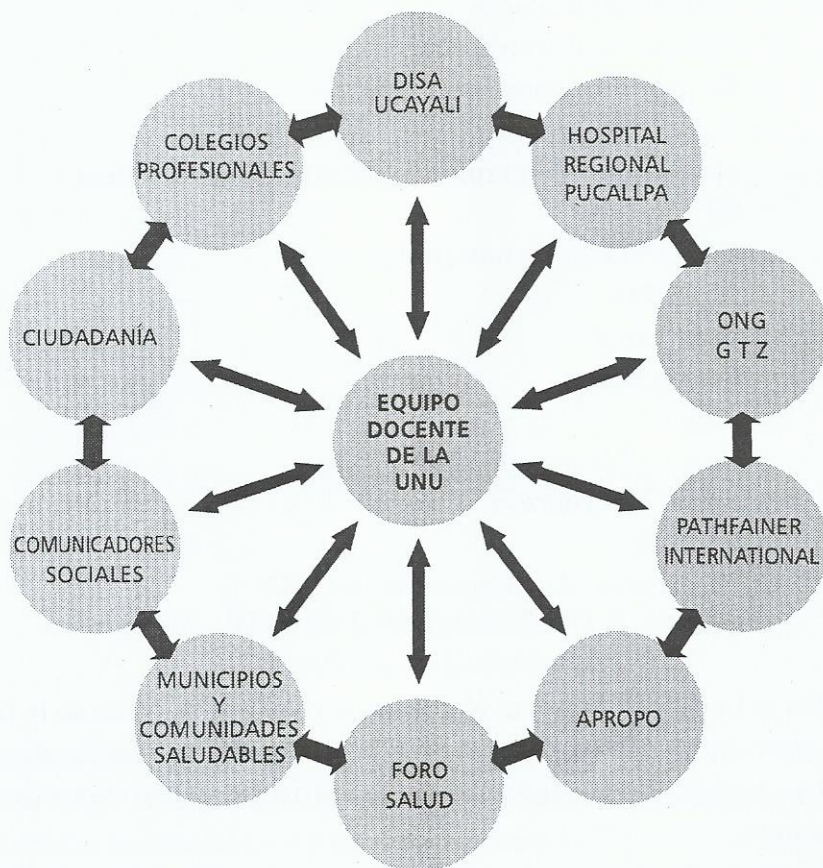 DISA
UCAYALI
HOSPITAL
REGIONAL
PUCALLPA
ONG
G T Z
PATHFAINER
INTERNATIONAL
APROPO
FORO
SALUD
MUNICIPIOS
Y
COMUNIDADES
SALUDABLES
COMUNICADORES
SOCIALES
CIUDADANÍA
COLEGIOS
PROFESIONALES
EQUIPO
DOCENTE
DE LA
UNU